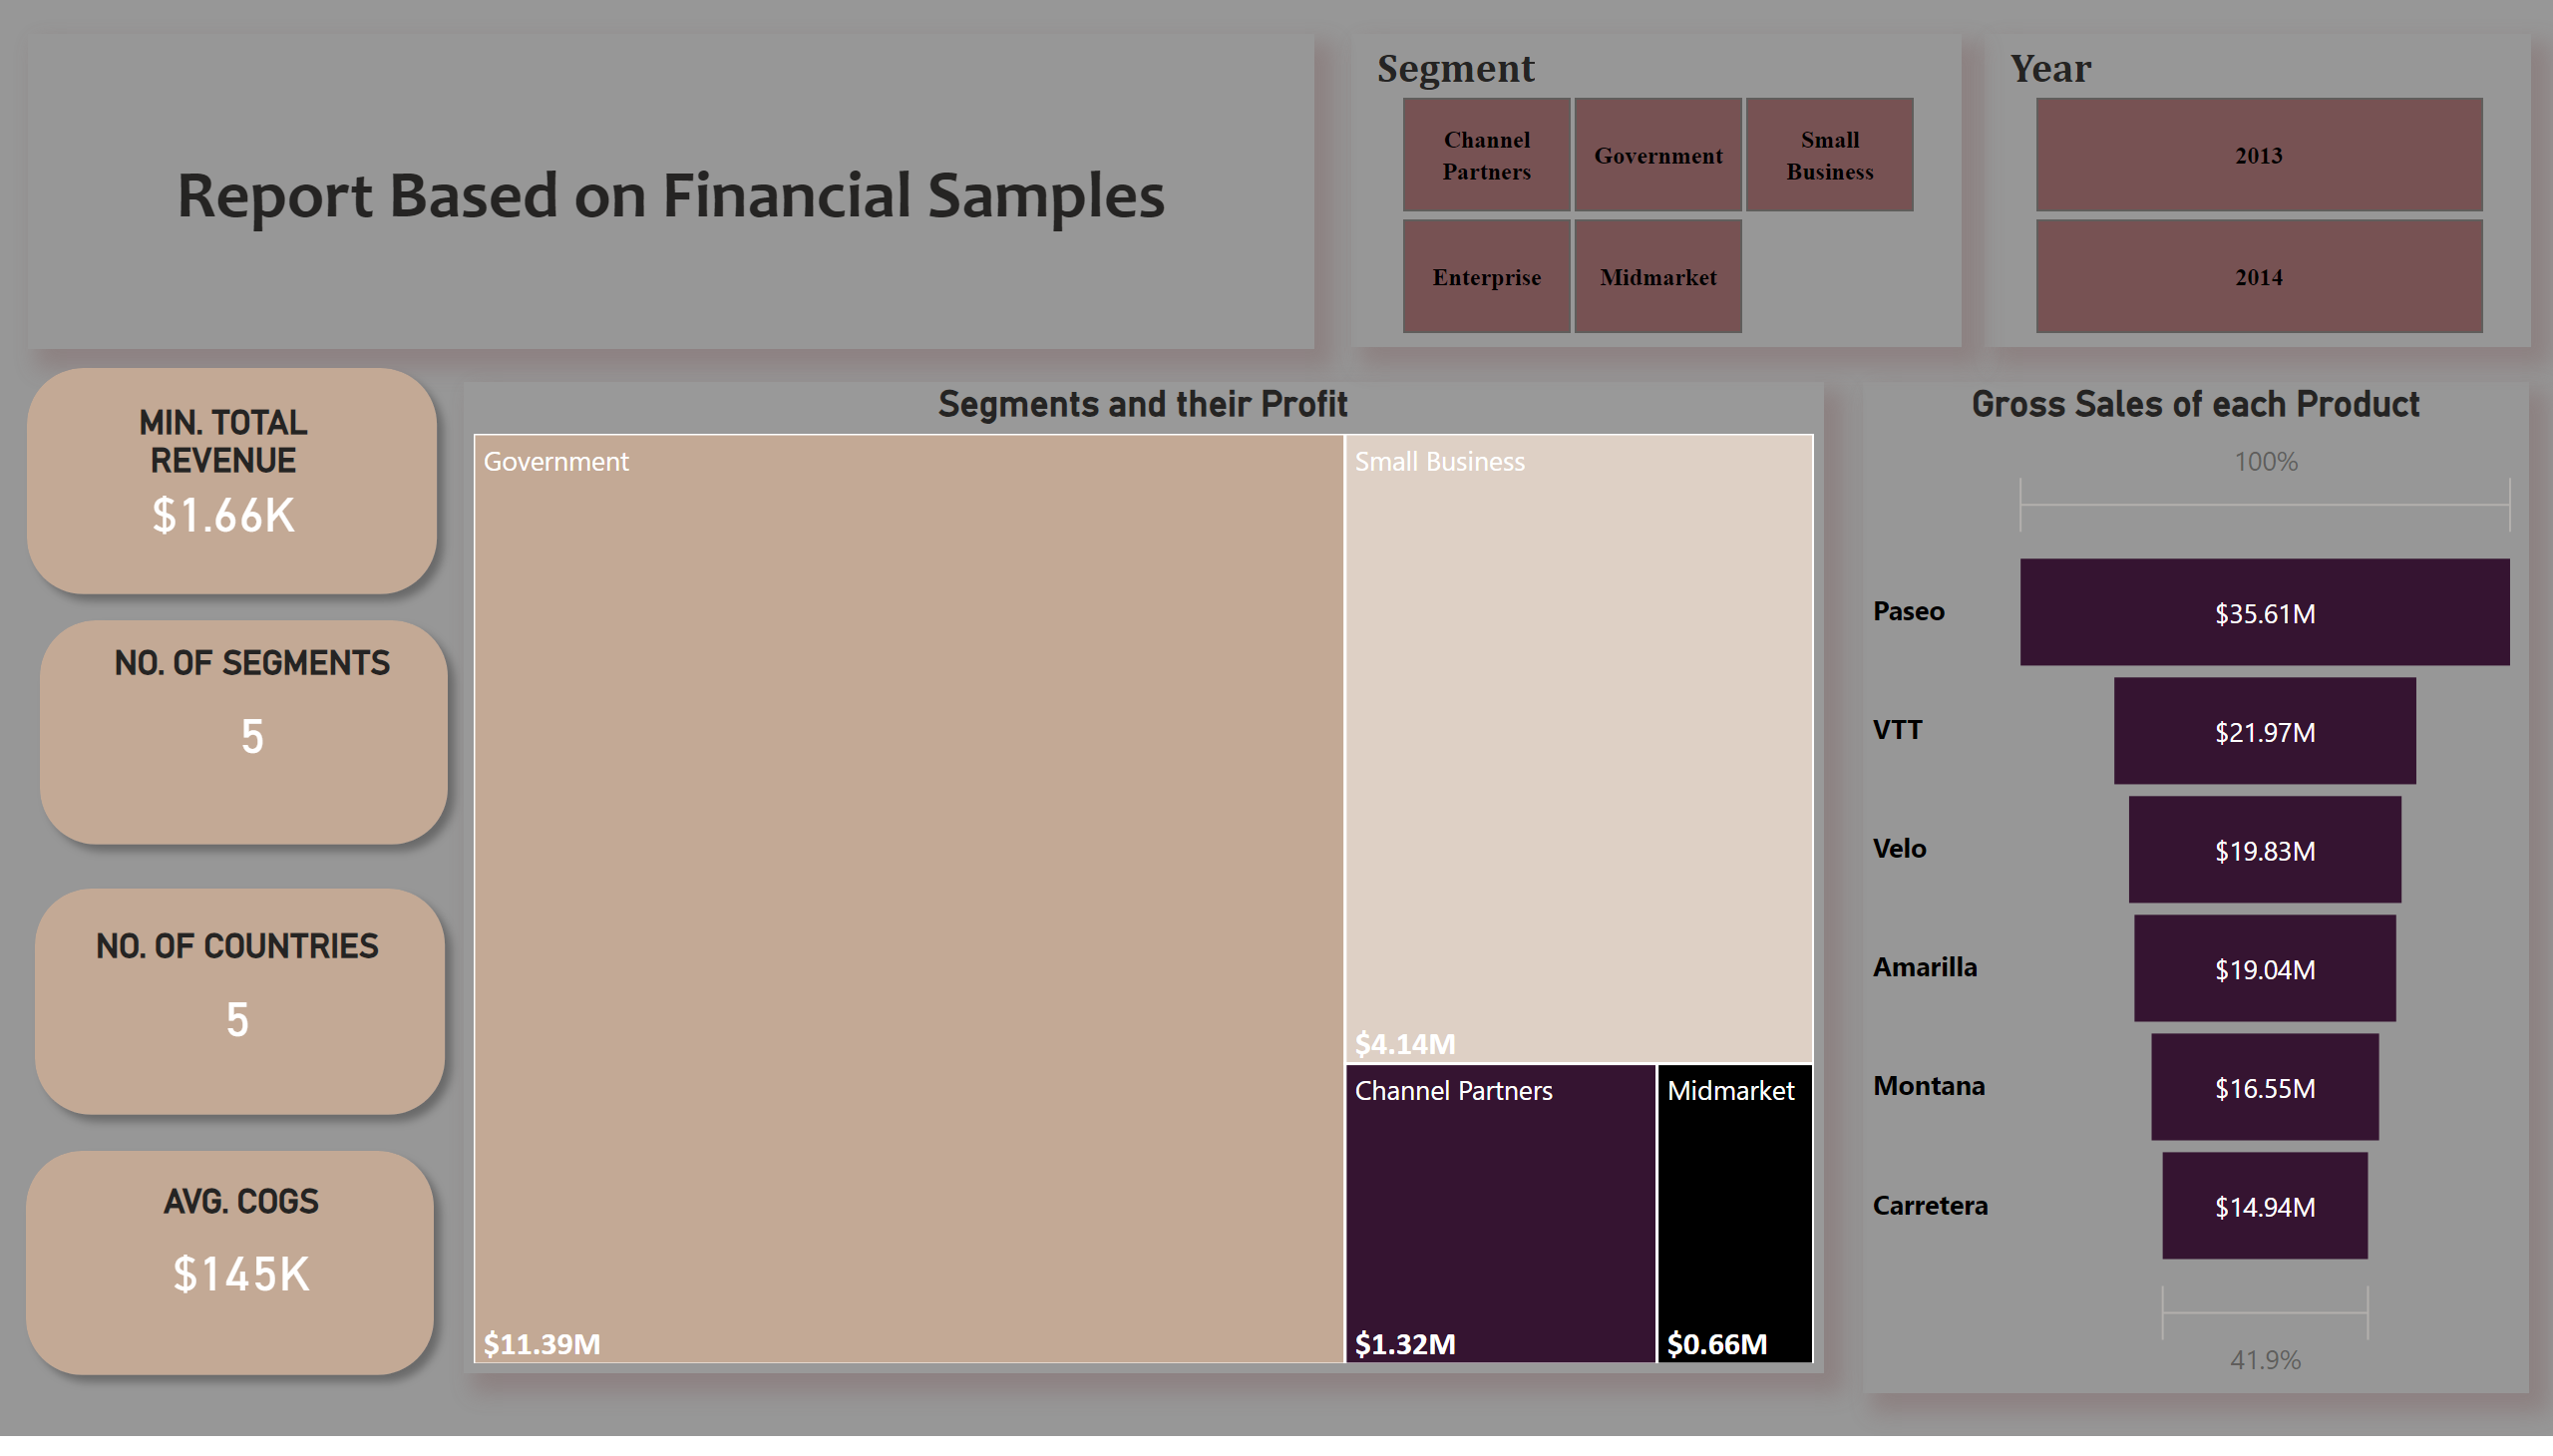 Report Based on Financial Samples
Segment
Channel
Partners
Government
Small
Business
Enterprise
Midmarket
Year
2013
2014
MIN. TOTAL
REVENUE
$1.66K
NO. OF SEGMENTS
5
NO. OF COUNTRIES
5
AVG. COGS
$145K
Segments and their Profit
Government
$11.39M
Small Business
$4.14M
Channel Partners
$1.32M
Midmarket
$0.66M
Gross Sales of each Product
100%
Paseo $35.61M
VTT $21.97M
Velo $19.83M
Amarilla $19.04M
Montana $16.55M
Carretera $14.94M
41.9%